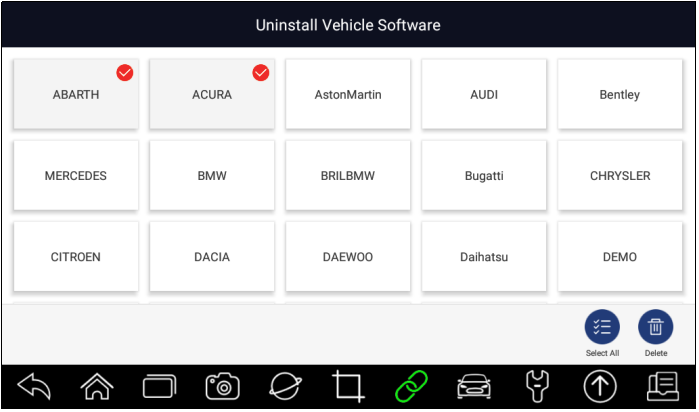 Uninstall Vehicle Software
ABARTH
ACURA
AstonMartin
AUDI
Bentley
MERCEDES
BMW
BRILBMW
Bugatti
CHRYSLER
CITROEN
DACIA
DAEWOO
Daihatsu
DEMO
Select All
Delete